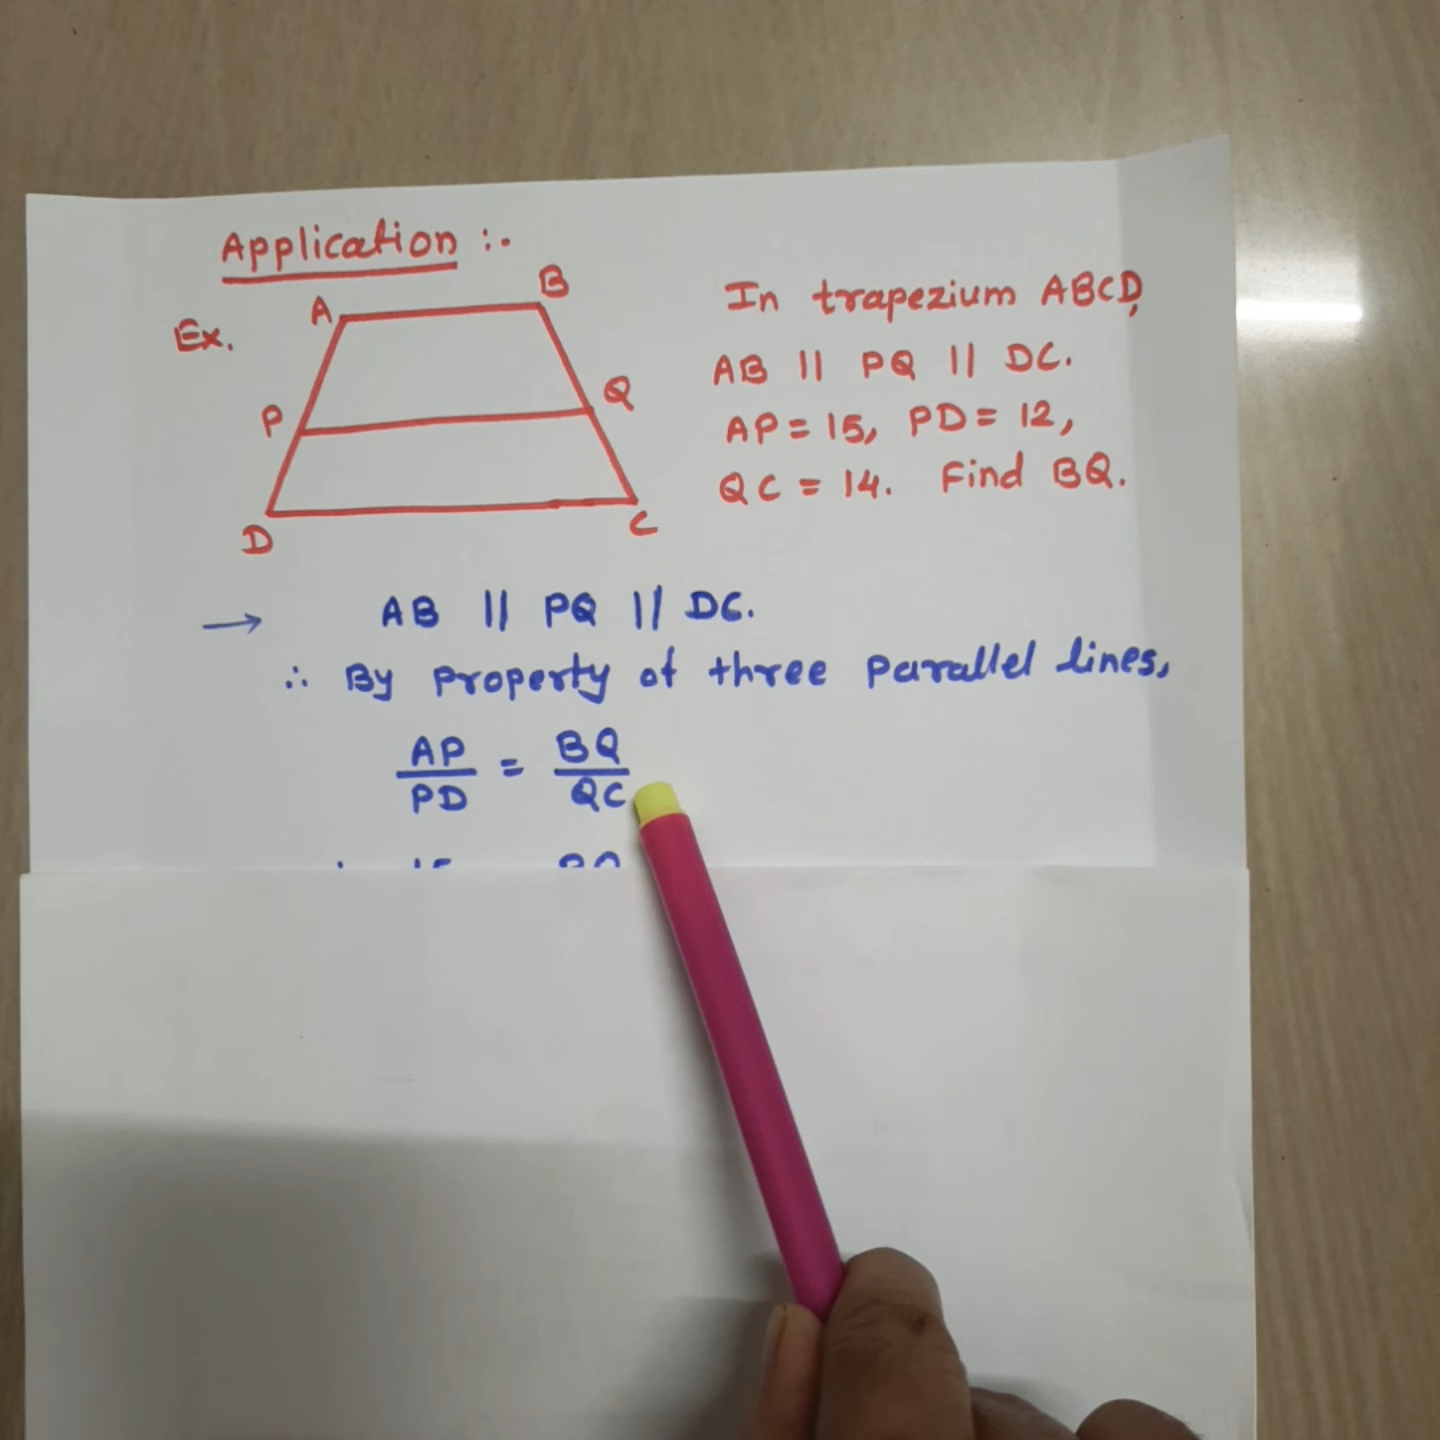 Application :-
Ex.
A
B
P
Q
D
C
In trapezium ABCD,
AB || PQ || DC.
AP = 15, PD = 12,
QC = 14. Find BQ.
→ AB || PQ || DC.
∴ By property of three parallel lines,
AP/PD = BQ/QC